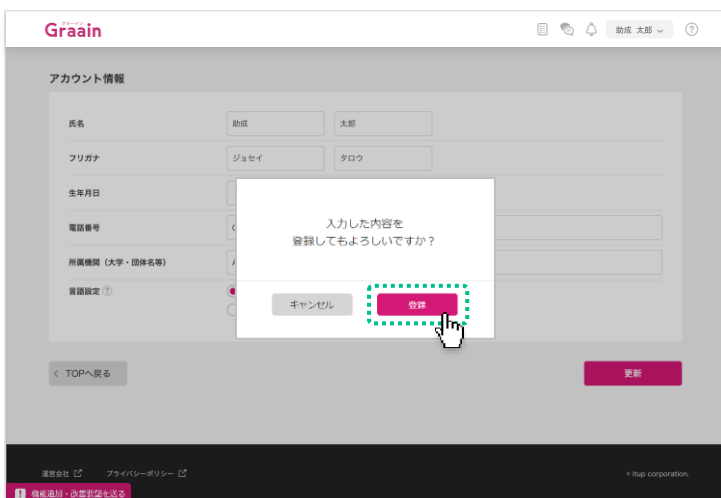 グラーイン
Graain
助成 太郎
アカウント情報
氏名 助成 太郎
フリガナ ジョセイ タロウ
生年月日
電話番号
所属機関（大学・団体名等）
言語設定 ?
入力した内容を
登録してもよろしいですか？
キャンセル 登録
< TOPへ戻る 更新
運営会社 プライバシーポリシー
itup corporation.
機能追加・改善要望を送る